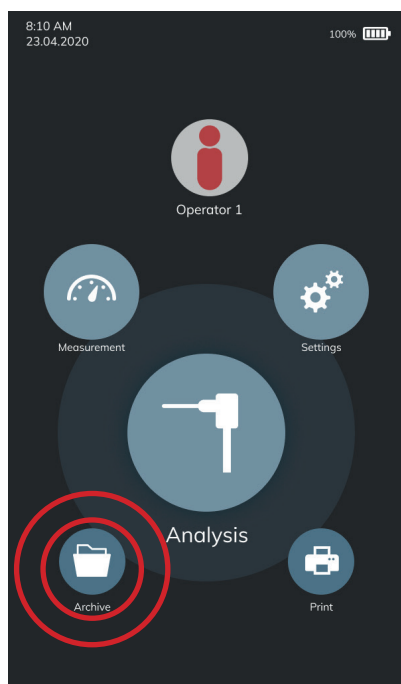 8:10 AM
100%
23.04.2020
Operator 1
Measurement
Settings
Analysis
Archive
Print